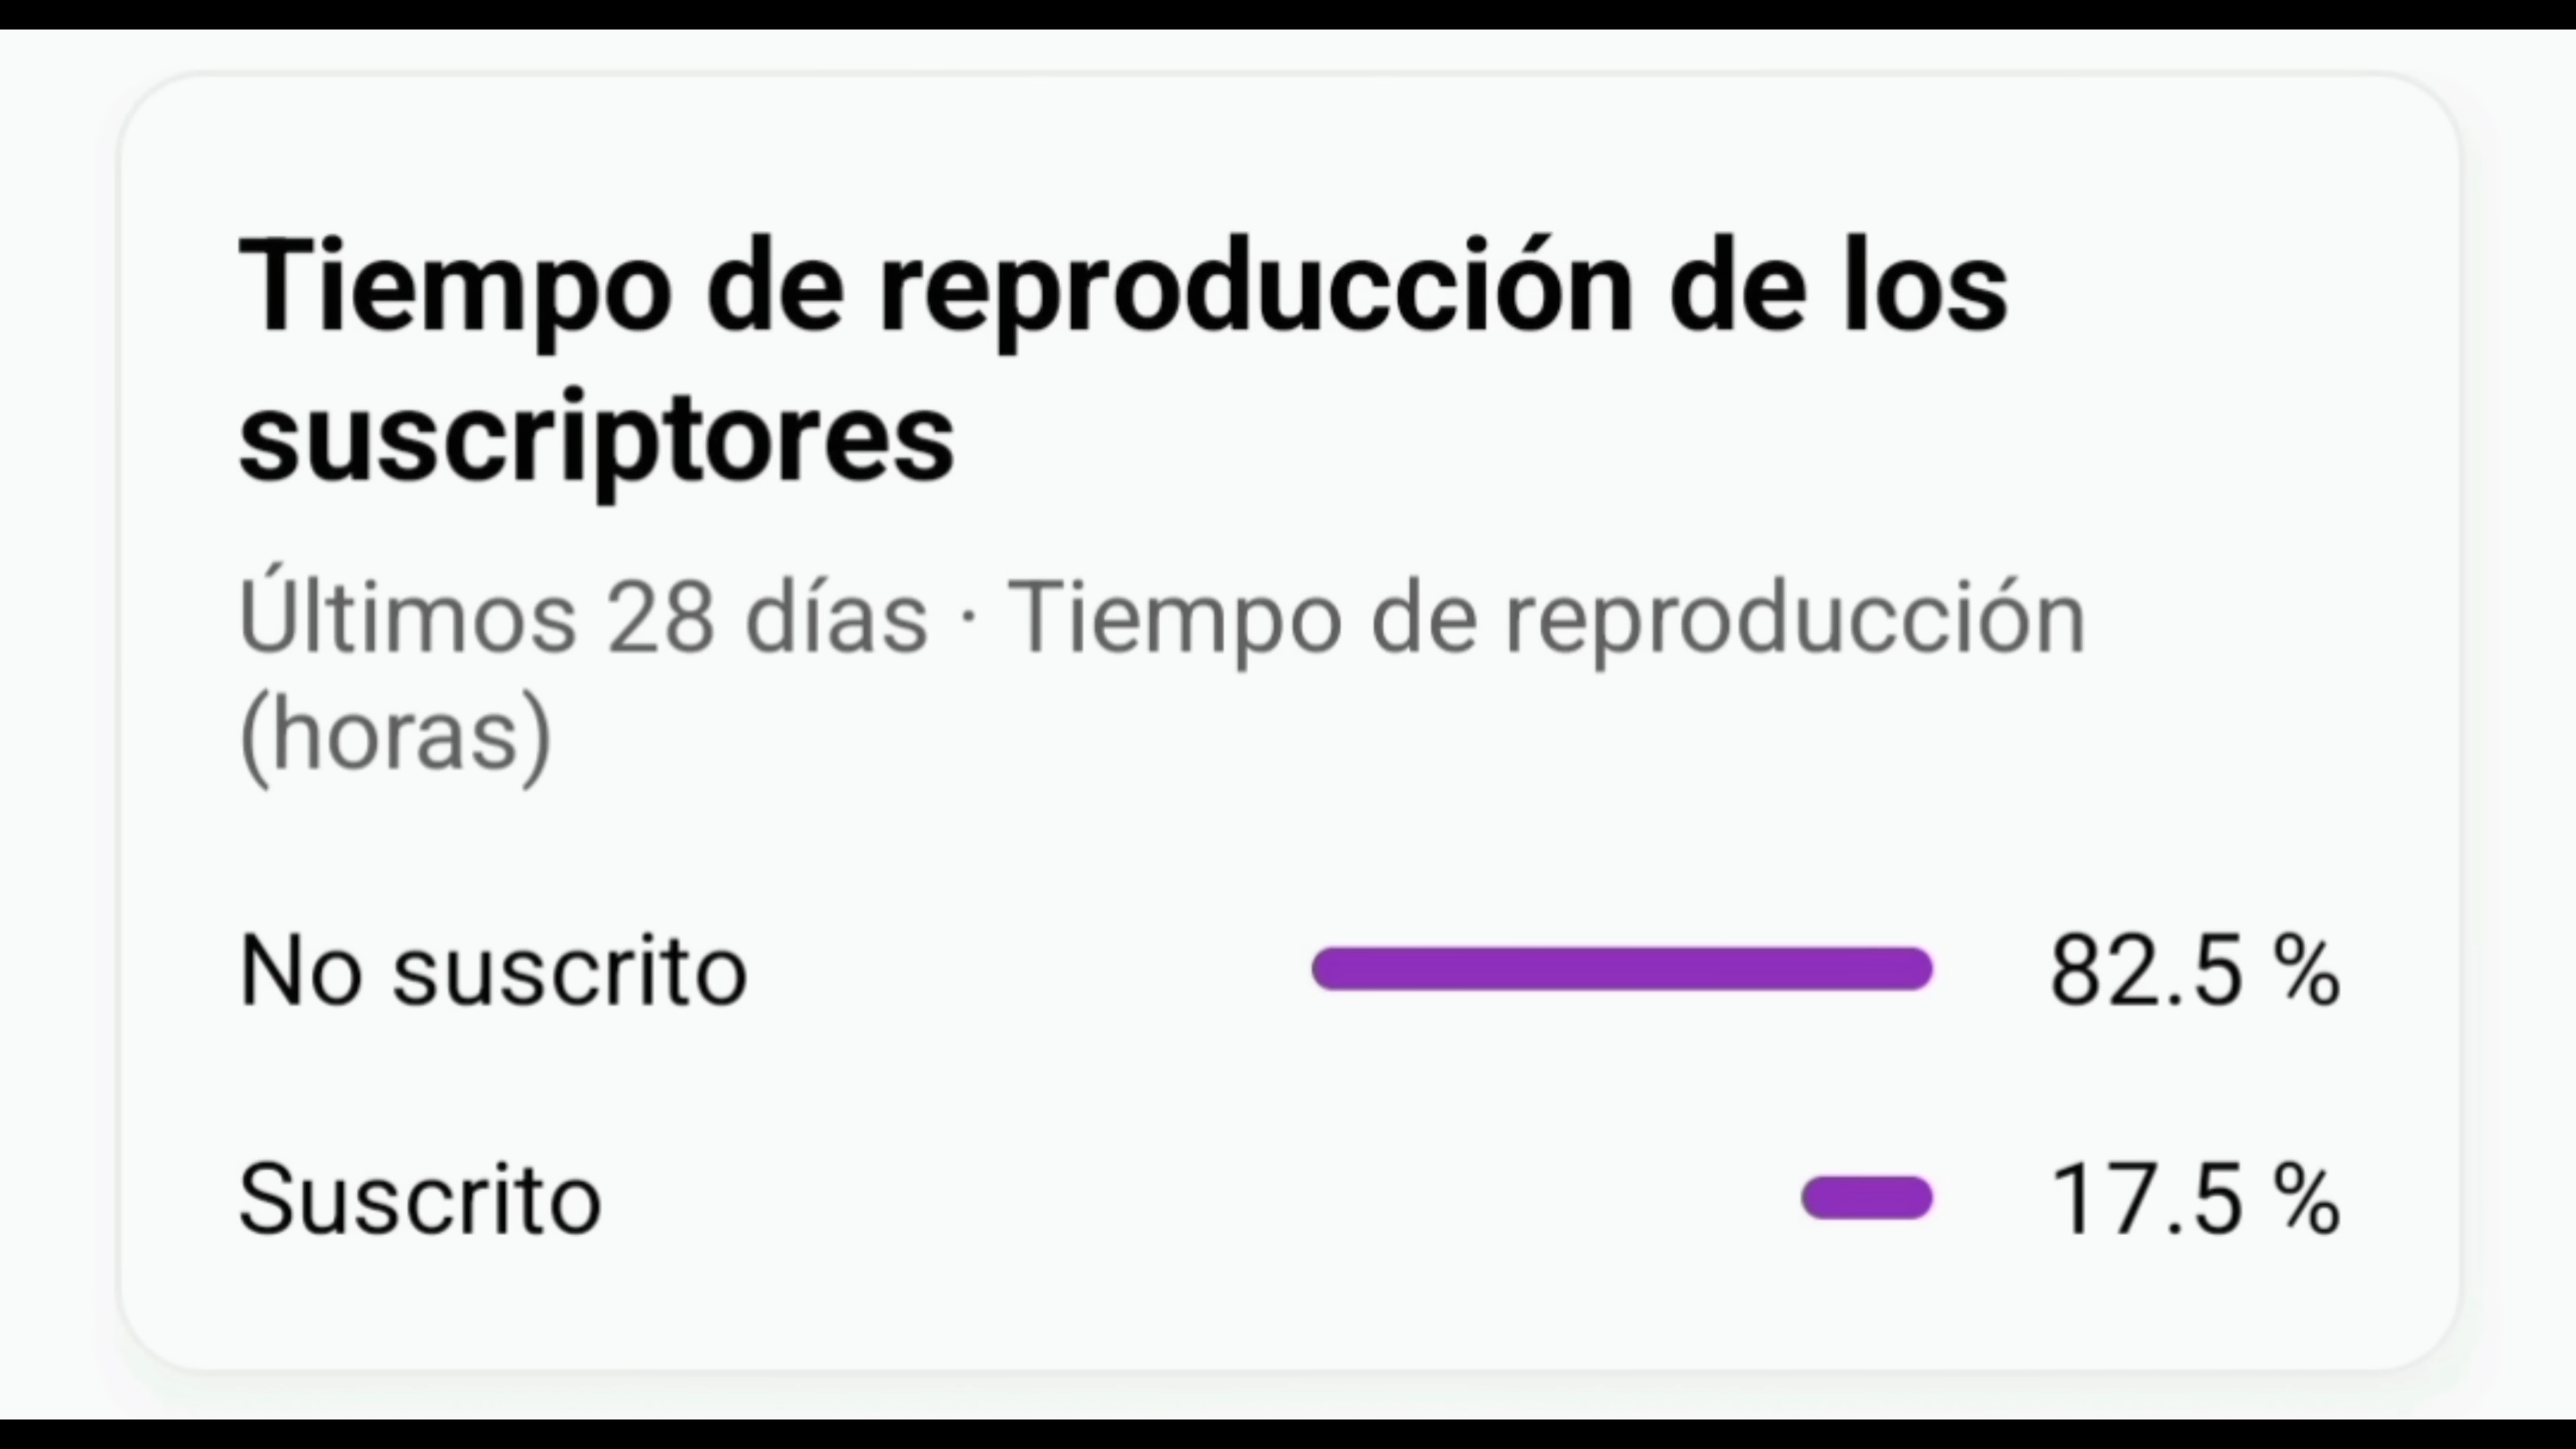 Tiempo de reproducción de los
suscriptores
Últimos 28 días · Tiempo de reproducción
(horas)
No suscrito 82.5 %
Suscrito 17.5 %